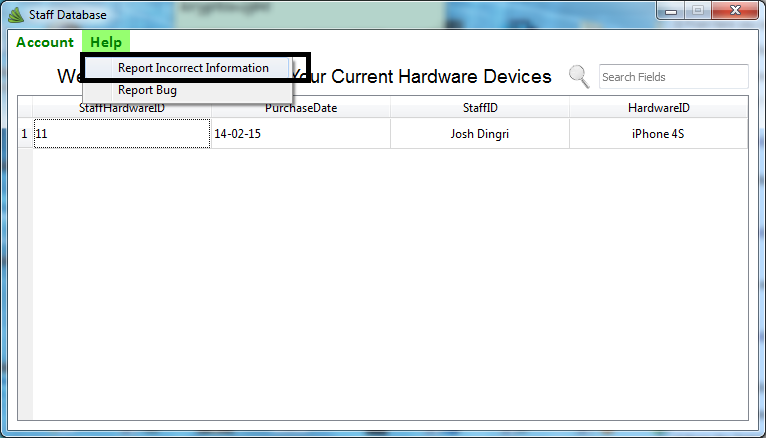 Staff Database
Account Help
Report Incorrect Information
We Your Current Hardware Devices Search Fields
Report Bug
StaffHardwareID PurchaseDate StaffID HardwareID
1 11 14-02-15 Josh Dingri iPhone 4S